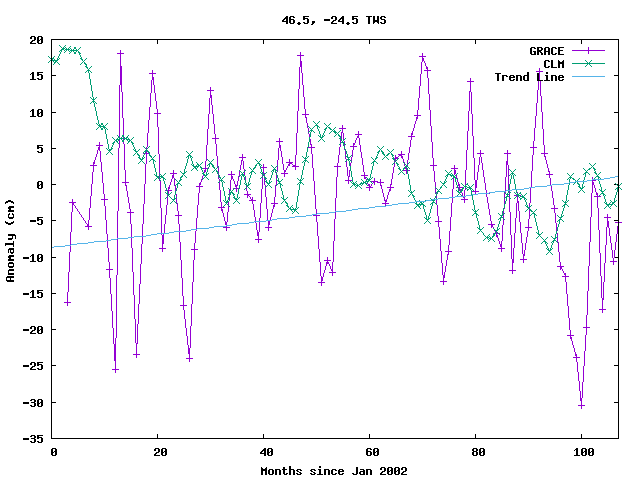 46.5, -24.5 TWS
GRACE
CLM
Trend Line
20
15
10
5
0
-5
-10
-15
-20
-25
-30
-35
Anomaly (cm)
0 20 40 60 80 100
Months since Jan 2002